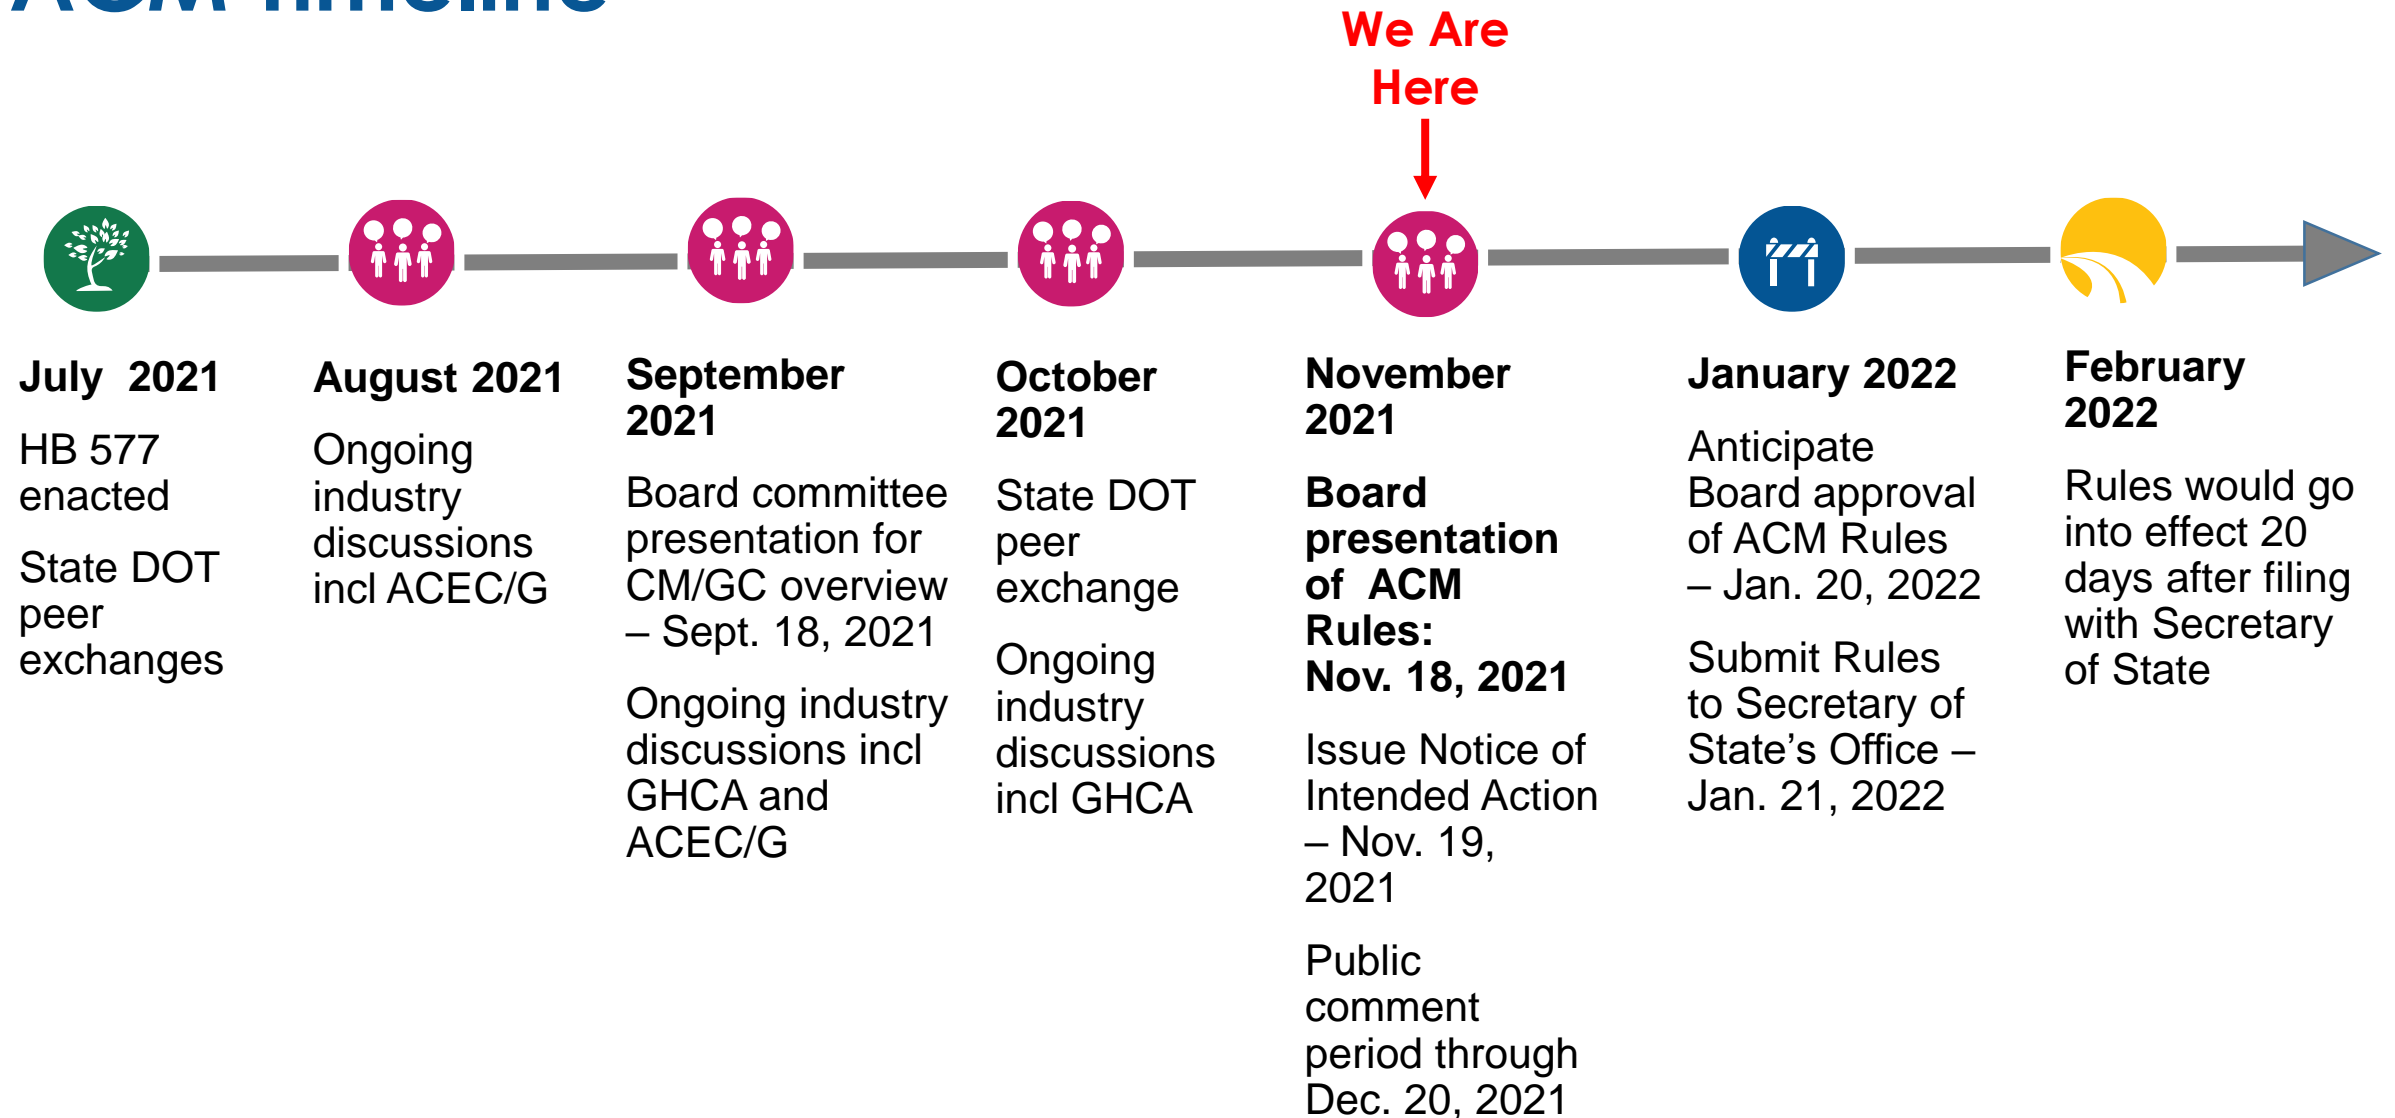 ACM Timeline
We Are
Here
July 2021
HB 577
enacted
State DOT
peer
exchanges
August 2021
Ongoing
industry
discussions
incl ACEC/G
September
2021
Board committee
presentation for
CM/GC overview
– Sept. 18, 2021
Ongoing industry
discussions incl
GHCA and
ACEC/G
October
2021
State DOT
peer
exchange
Ongoing
industry
discussions
incl GHCA
November
2021
Board
presentation
of ACM
Rules:
Nov. 18, 2021
Issue Notice of
Intended Action
– Nov. 19,
2021
Public
comment
period through
Dec. 20, 2021
January 2022
Anticipate
Board approval
of ACM Rules
– Jan. 20, 2022
Submit Rules
to Secretary of
State’s Office –
Jan. 21, 2022
February
2022
Rules would go
into effect 20
days after filing
with Secretary
of State